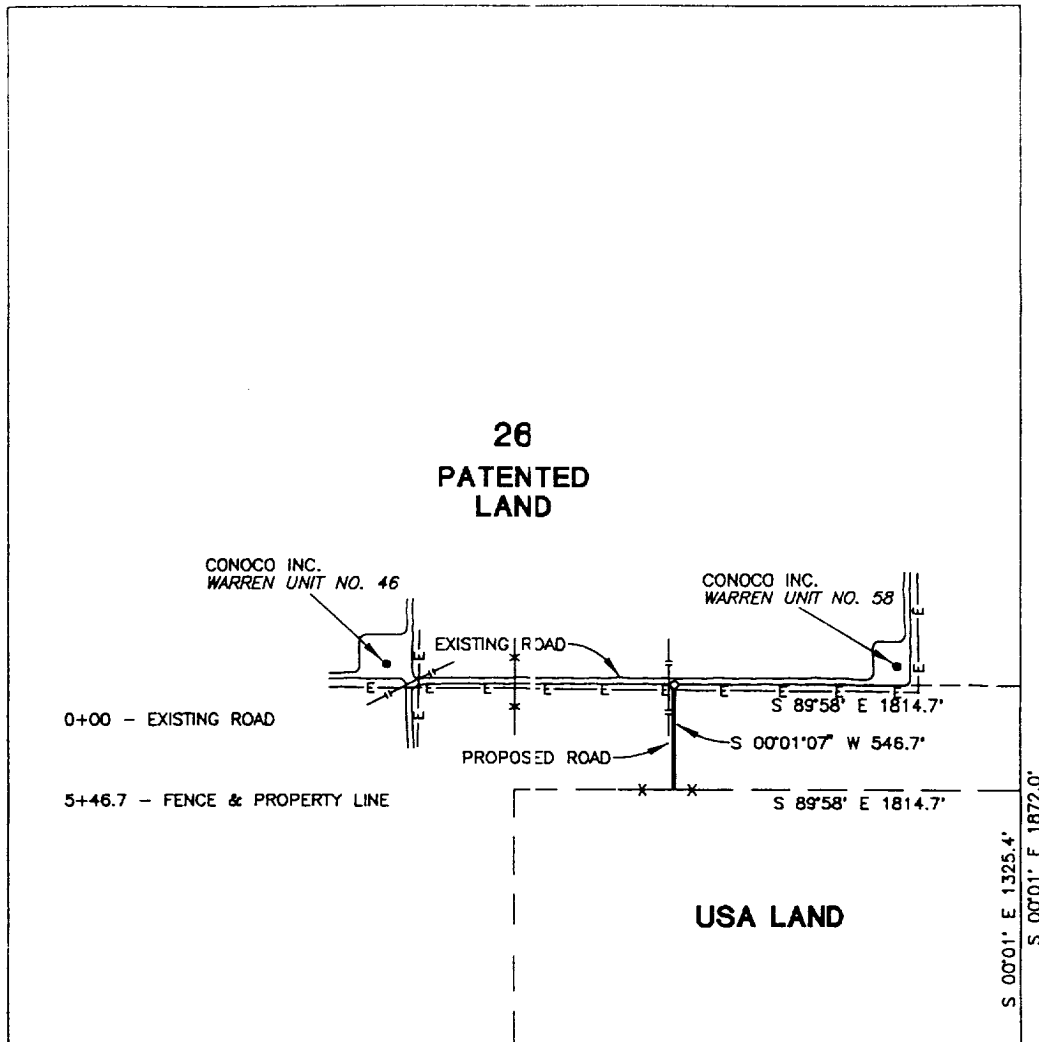 26
PATENTED
LAND
CONOCO INC.
WARREN UNIT NO. 46
CONOCO INC.
WARREN UNIT NO. 58
EXISTING ROAD
E
E
E
E
E
E
E
E
E
E
E
E
E
S 89°58' E 1814.7'
0+00 - EXISTING ROAD
S 00°01'07" W 546.7'
PROPOSED ROAD
5+46.7 - FENCE & PROPERTY LINE
S 89°58' E 1814.7'
USA LAND
S 00°01' E 1325.4'
S 00°01' E 1872.0'